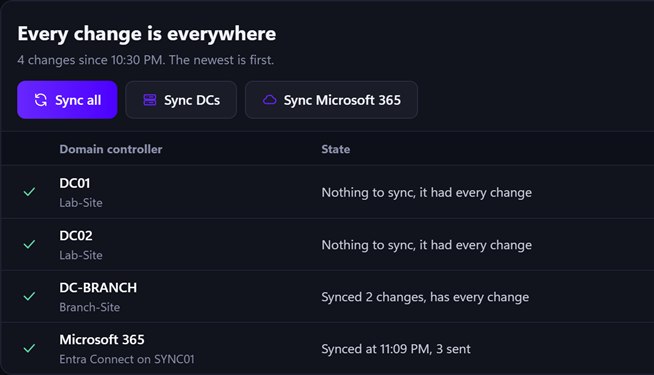 Every change is everywhere
4 changes since 10:30 PM. The newest is first.
Sync all
Sync DCs
Sync Microsoft 365
Domain controller
State
DC01
Lab-Site
Nothing to sync, it had every change
DC02
Lab-Site
Nothing to sync, it had every change
DC-BRANCH
Branch-Site
Synced 2 changes, has every change
Microsoft 365
Entra Connect on SYNC01
Synced at 11:09 PM, 3 sent